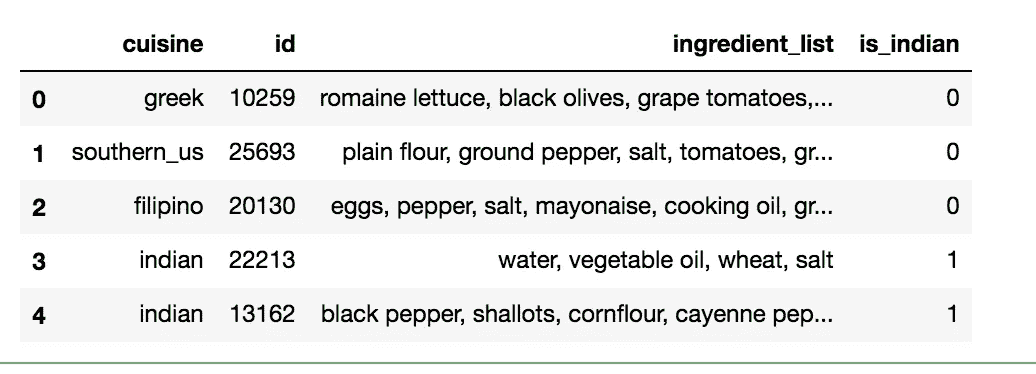 cuisine id ingredient_list is_indian
0 greek 10259 romaine lettuce, black olives, grape tomatoes,... 0
1 southern_us 25693 plain flour, ground pepper, salt, tomatoes, gr... 0
2 filipino 20130 eggs, pepper, salt, mayonaise, cooking oil, gr... 0
3 indian 22213 water, vegetable oil, wheat, salt 1
4 indian 13162 black pepper, shallots, cornflour, cayenne pep... 1